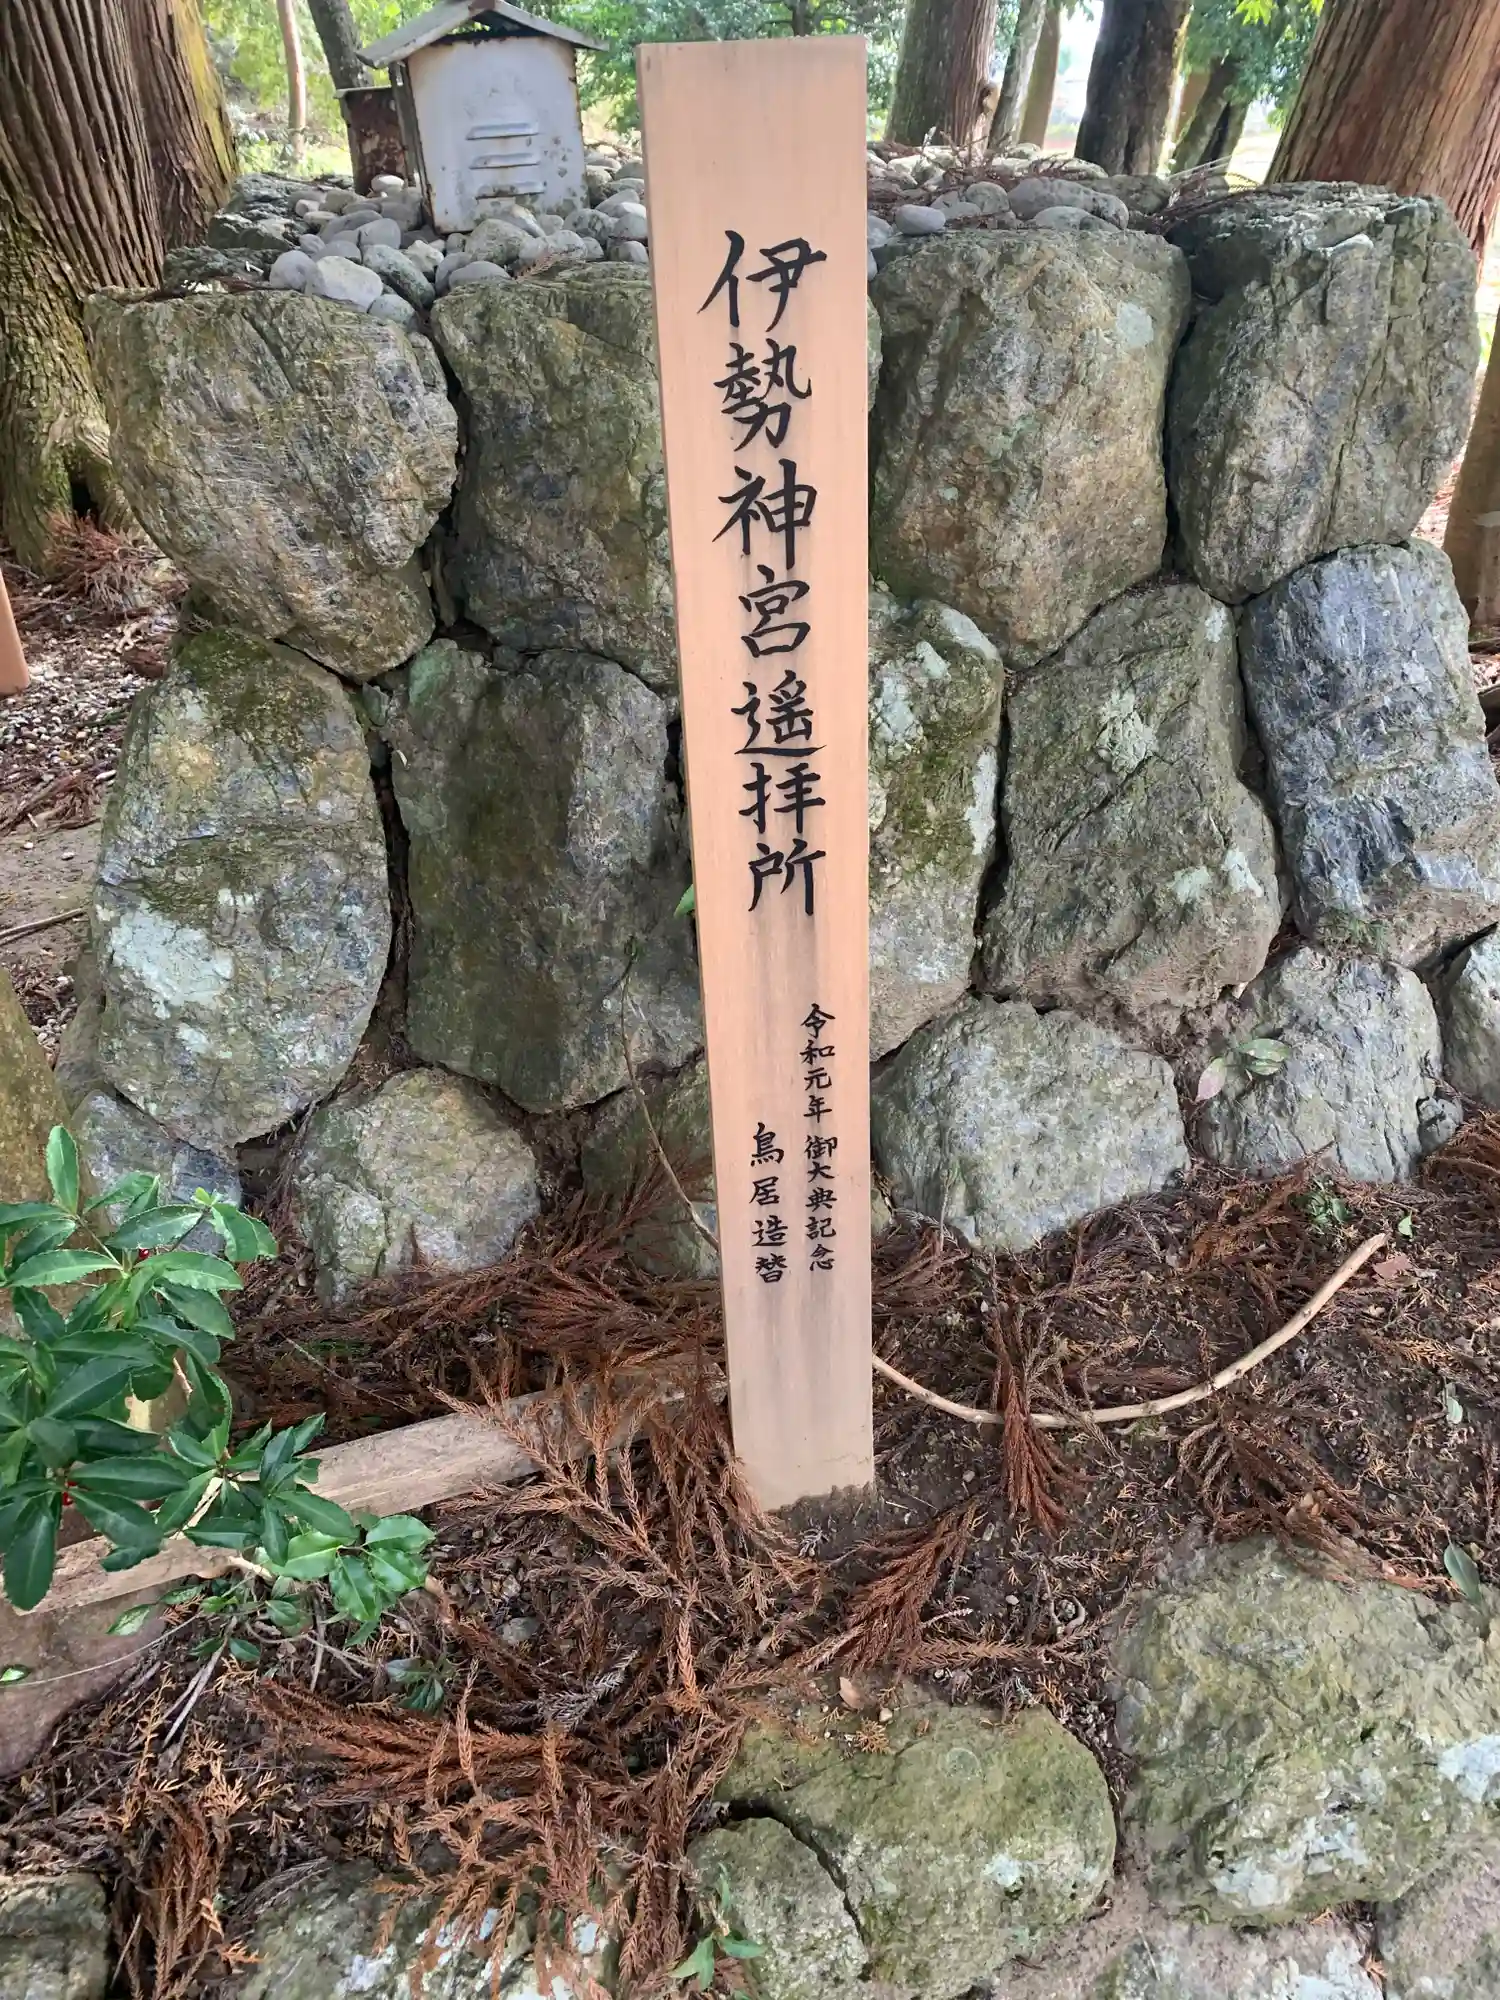 伊勢神宮遥拝所
令和元年 御大典記念
鳥居造替